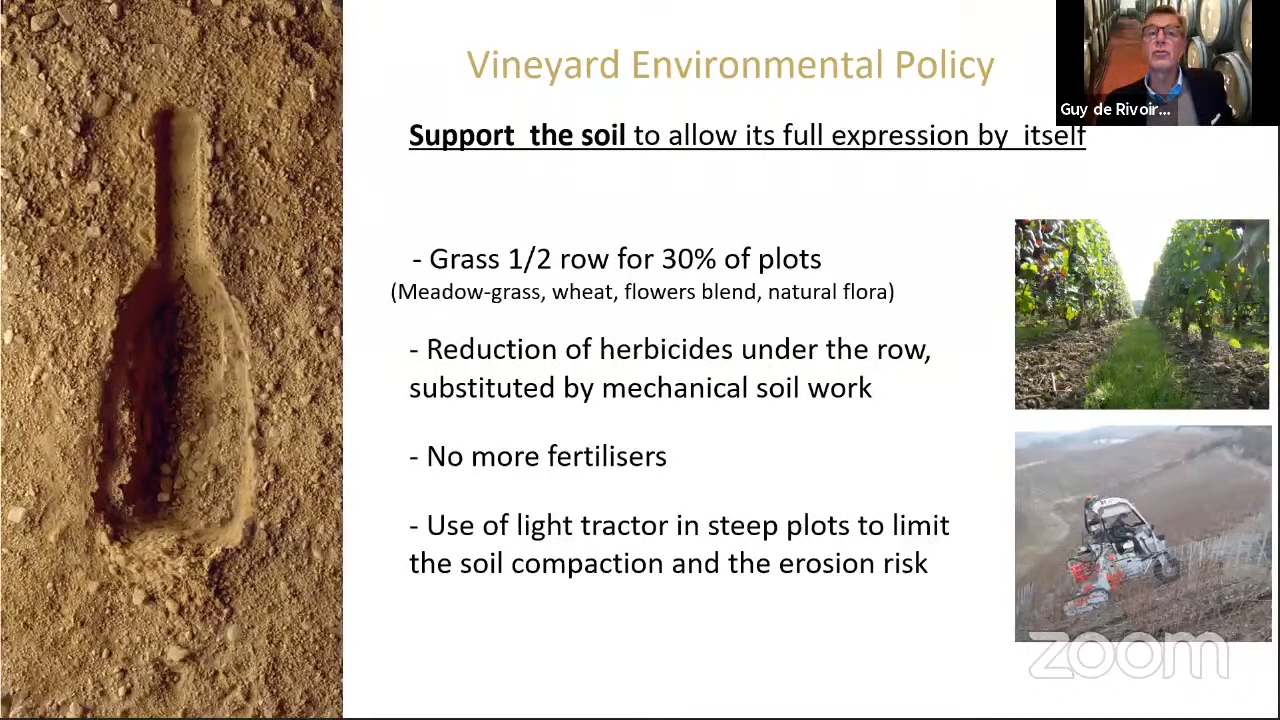 Vineyard Environmental Policy
Guy de Rivoir...
Support the soil to allow its full expression by itself
- Grass 1/2 row for 30% of plots
(Meadow-grass, wheat, flowers blend, natural flora)
- Reduction of herbicides under the row,
substituted by mechanical soil work
- No more fertilisers
- Use of light tractor in steep plots to limit
the soil compaction and the erosion risk
zoom